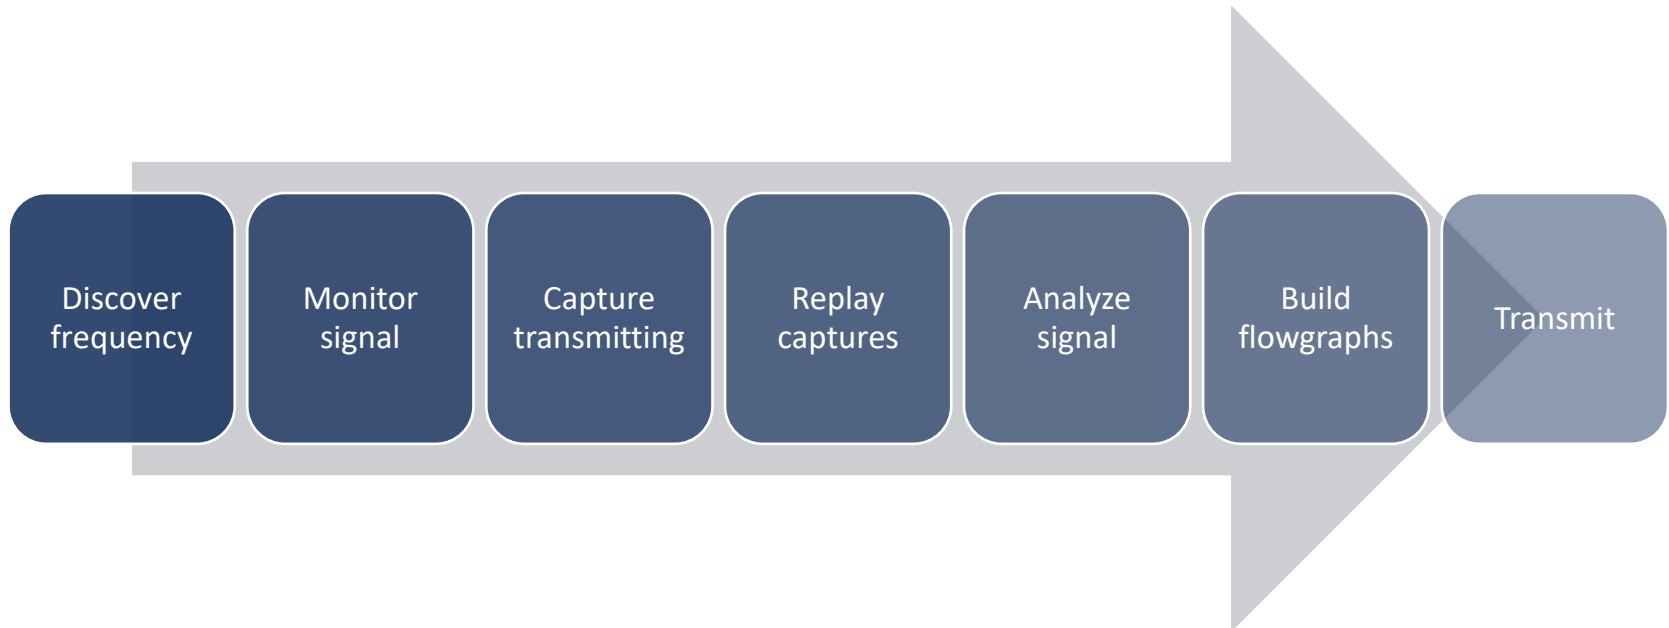 Discover
frequency
Monitor
signal
Capture
transmitting
Replay
captures
Analyze
signal
Build
flowgraphs
Transmit